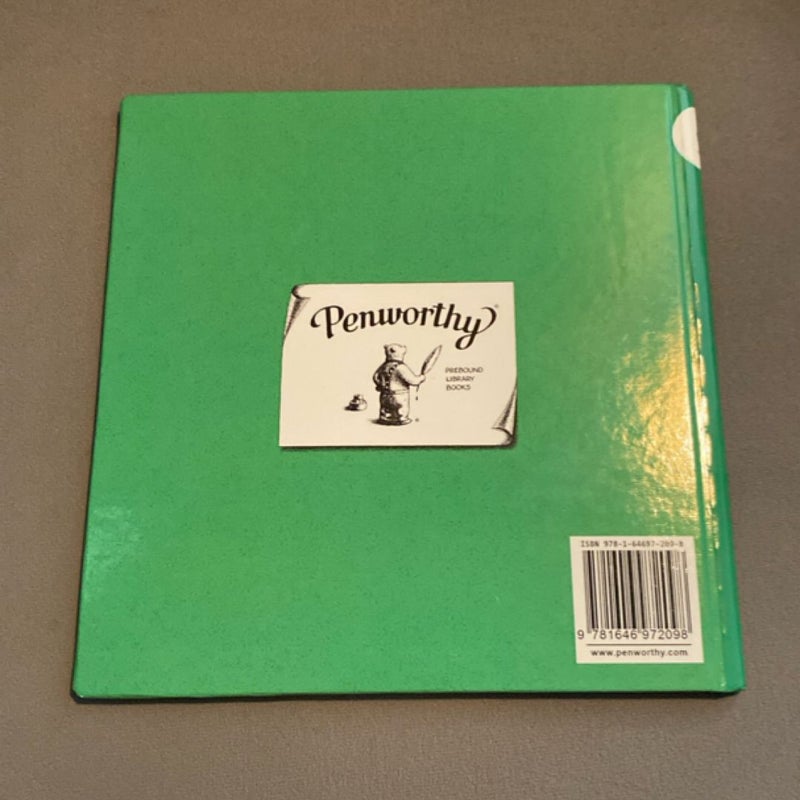 Penworthy®
PREBOUND
LIBRARY
BOOKS
ISBN 978-1-64697-209-8
9 781646 972098
www.penworthy.com